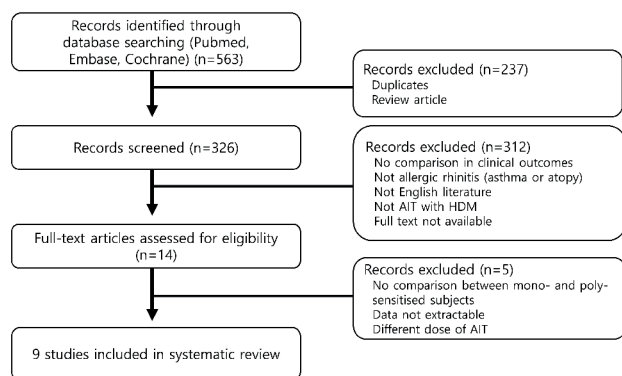 Records identified through
database searching (Pubmed,
Embase, Cochrane) (n=563)
Records excluded (n=237)
Duplicates
Review article
Records screened (n=326)
Records excluded (n=312)
No comparison in clinical outcomes
Not allergic rhinitis (asthma or atopy)
Not English literature
Not AIT with HDM
Full text not available
Full-text articles assessed for eligibility
(n=14)
Records excluded (n=5)
No comparison between mono- and poly-
sensitised subjects
Data not extractable
Different dose of AIT
9 studies included in systematic review